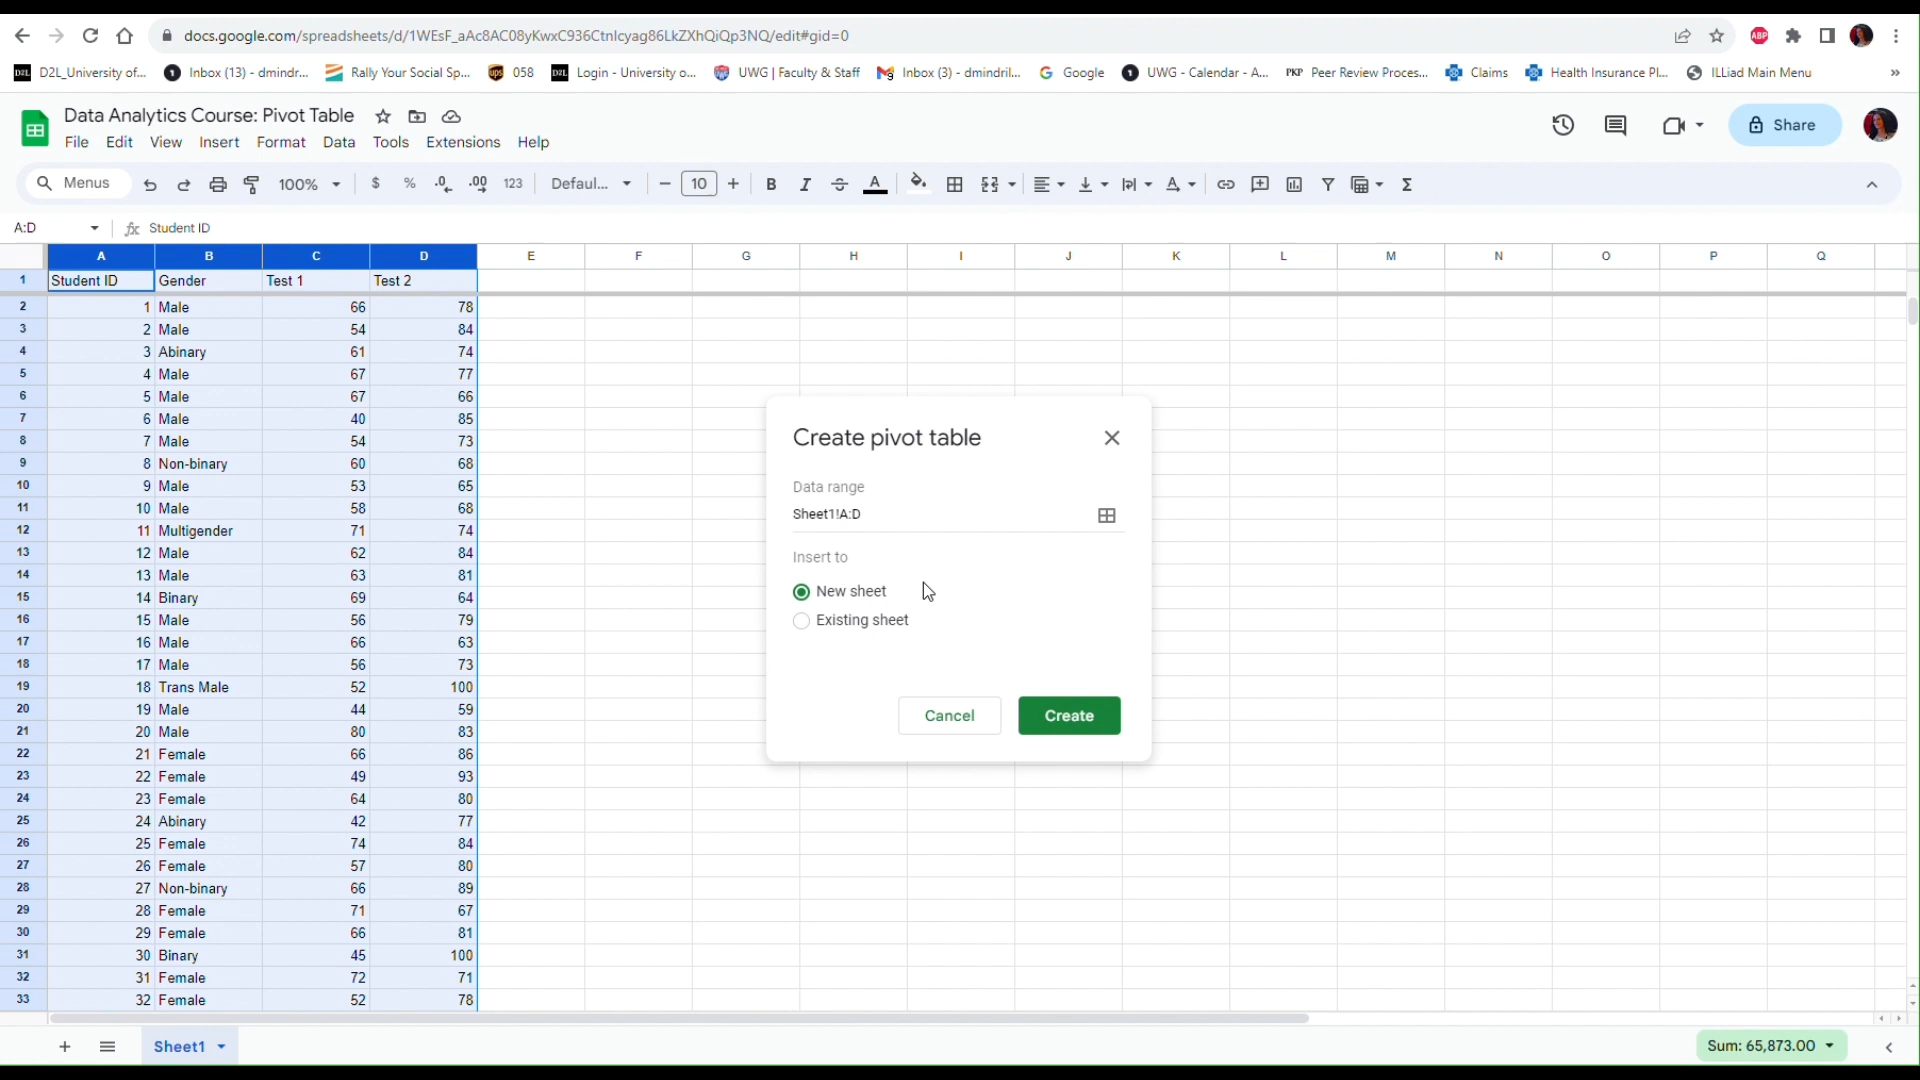 docs.google.com/spreadsheets/d/1WEsF_aAc8AC08yKwxC936Ctnlcyag86LkZXhQiQp3NQ/edit#gid=0
ABP
D2L D2L_University of... Inbox (13) - dmindr... Rally Your Social Sp... ups 058 D2L Login - University o... UWG | Faculty & Staff Inbox (3) - dmindril... Google UWG - Calendar - A... PKP Peer Review Proces... Claims Health Insurance Pl... ILLiad Main Menu »
Data Analytics Course: Pivot Table
File Edit View Insert Format Data Tools Extensions Help
Share
Menus 100% $ % .0 .00 123 Defaul... − 10 + B I S A Σ
A:D fx Student ID
A B C D E F G H I J K L M N O P Q
1 Student ID Gender Test 1 Test 2
2 1 Male 66 78
3 2 Male 54 84
4 3 Abinary 61 74
5 4 Male 67 77
6 5 Male 67 66
7 6 Male 40 85
8 7 Male 54 73
9 8 Non-binary 60 68
10 9 Male 53 65
11 10 Male 58 68
12 11 Multigender 71 74
13 12 Male 62 84
14 13 Male 63 81
15 14 Binary 69 64
16 15 Male 56 79
17 16 Male 66 63
18 17 Male 56 73
19 18 Trans Male 52 100
20 19 Male 44 59
21 20 Male 80 83
22 21 Female 66 86
23 22 Female 49 93
24 23 Female 64 80
25 24 Abinary 42 77
26 25 Female 74 84
27 26 Female 57 80
28 27 Non-binary 66 89
29 28 Female 71 67
30 29 Female 66 81
31 30 Binary 45 100
32 31 Female 72 71
33 32 Female 52 78
Create pivot table
Data range
Sheet1!A:D
Insert to
New sheet
Existing sheet
Cancel Create
Sheet1 Sum: 65,873.00